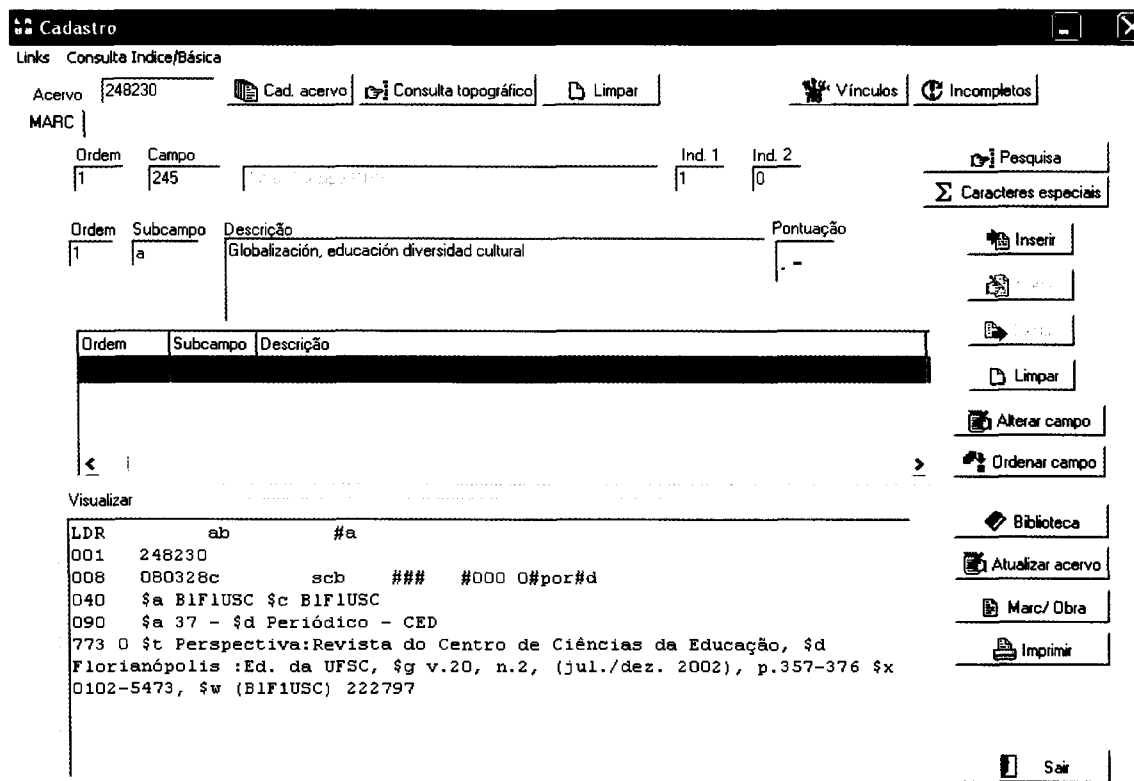 Cadastro
Links Consulta Indice/Básica
Acervo 248230 Cad. acervo Consulta topográfico Limpar Vínculos Incompletos
MARC
Ordem Campo Ind. 1 Ind. 2 Pesquisa
1 245 1 0
Σ Caracteres especiais
Ordem Subcampo Descrição Pontuação Inserir
1 a Globalización, educación diversidad cultural . -
Ordem Subcampo Descrição
Limpar
Alterar campo
Ordenar campo
Visualizar
Biblioteca
LDR ab #a
001 248230
Atualizar acervo
008 080328c scb ### #000 0#por#d
040 $a B1F1USC $c B1F1USC
Marc/ Obra
090 $a 37 - $d Periódico - CED
773 0 $t Perspectiva:Revista do Centro de Ciências da Educação, $d
Imprimir
Florianópolis :Ed. da UFSC, $g v.20, n.2, (jul./dez. 2002), p.357-376 $x
0102-5473, $w (B1F1USC) 222797
Sair